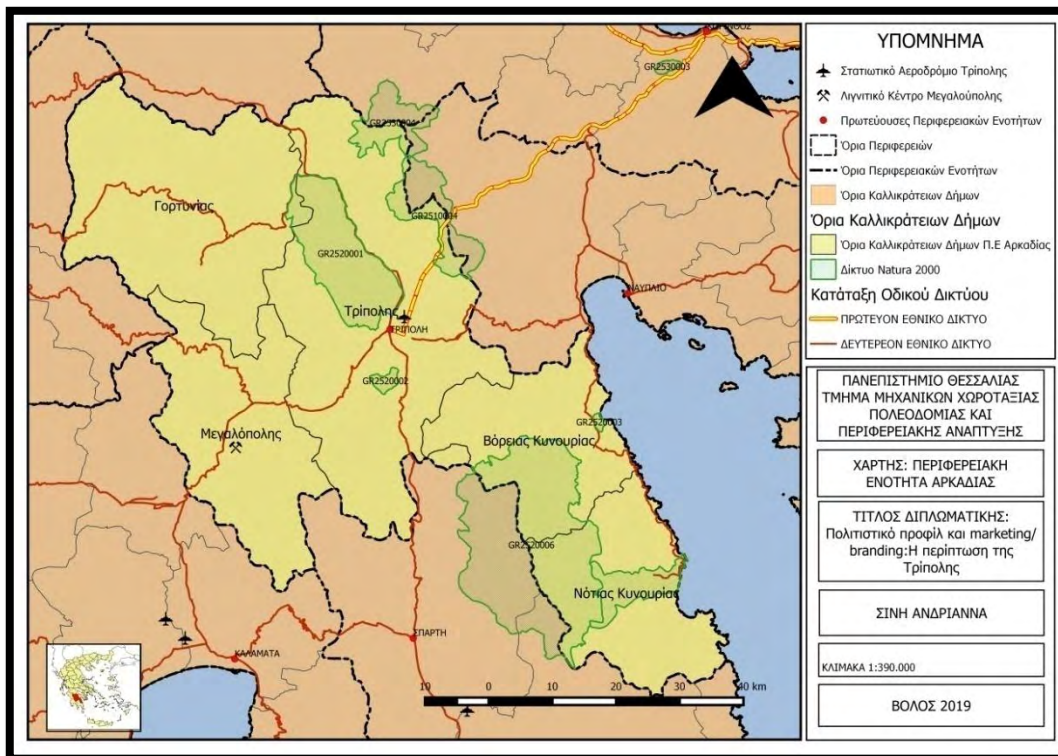 ΥΠΟΜΝΗΜΑ
Στατιωτικό Αεροδρόμιο Τρίπολης
Λιγνιτικό Κέντρο Μεγαλούπολης
Πρωτεύουσες Περιφερειακών Ενοτήτων
Όρια Περιφερειών
Όρια Περιφερειακών Ενοτήτων
Όρια Καλλικράτειων Δήμων
Όρια Καλλικράτειων Δήμων
Όρια Καλλικράτειων Δήμων Π.Ε Αρκαδίας
Δίκτυο Natura 2000
Κατάταξη Οδικού Δικτύου
ΠΡΩΤΕΥΟΝ ΕΘΝΙΚΟ ΔΙΚΤΥΟ
ΔΕΥΤΕΡΕΟΝ ΕΘΝΙΚΟ ΔΙΚΤΥΟ
ΠΑΝΕΠΙΣΤΗΜΙΟ ΘΕΣΣΑΛΙΑΣ
ΤΜΗΜΑ ΜΗΧΑΝΙΚΩΝ ΧΩΡΟΤΑΞΙΑΣ
ΠΟΛΕΟΔΟΜΙΑΣ ΚΑΙ
ΠΕΡΙΦΕΡΕΙΑΚΗΣ ΑΝΑΠΤΥΞΗΣ
ΧΑΡΤΗΣ: ΠΕΡΙΦΕΡΕΙΑΚΗ
ΕΝΟΤΗΤΑ ΑΡΚΑΔΙΑΣ
ΤΙΤΛΟΣ ΔΙΠΛΩΜΑΤΙΚΗΣ:
Πολιτιστικό προφίλ και marketing/
branding:Η περίπτωση της
Τρίπολης
ΣΙΝΗ ΑΝΔΡΙΑΝΝΑ
ΚΛΙΜΑΚΑ 1:390.000
ΒΟΛΟΣ 2019
GR2530003
Γορτυνίας
GR2510004
GR2520001
ΝΑΥΠΛΙΟ
Τρίπολης
ΤΡΙΠΟΛΗ
GR2520002
GR2520003
Μεγαλόπολης
Βόρειας Κυνουρίας
GR2520006
Νότιας Κυνουρίας
ΣΠΑΡΤΗ
ΚΑΛΑΜΑΤΑ
10 0 10 20 30 40 km